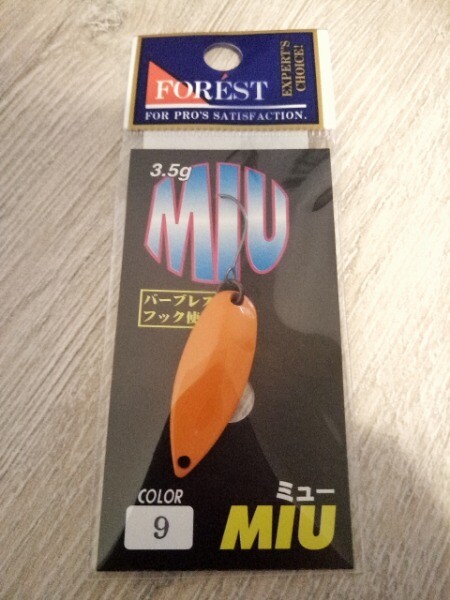 FORÉST
EXPERT'S
CHOICE!
FOR PRO'S SATISFACTION.
3.5g
MIU
バーブレス
フック使
COLOR
9
ミュー
MIU